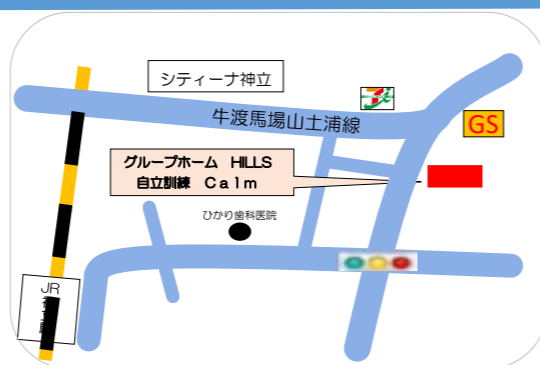 シティーナ神立
牛渡馬場山土浦線
GS
グループホーム HILLS
自立訓練 Calm
ひかり歯科医院
JR